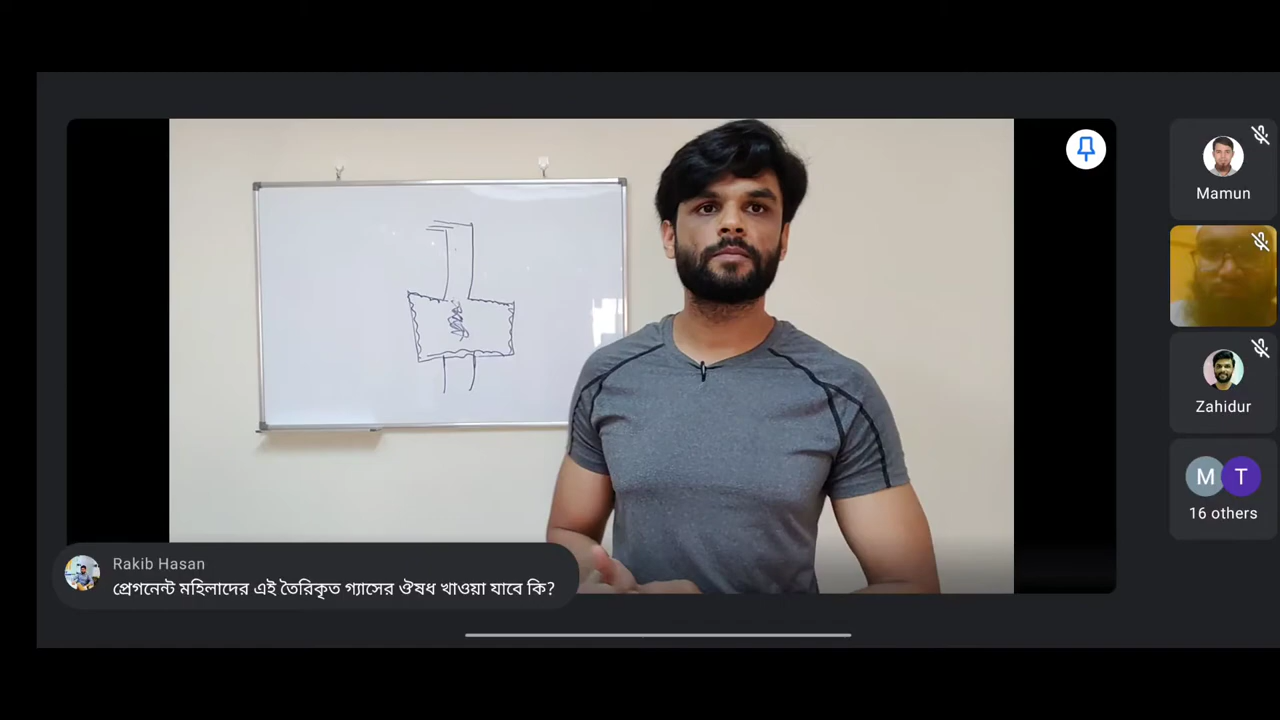 Mamun
Zahidur
M T
16 others
Rakib Hasan
প্রেগনেন্ট মহিলাদের এই তৈরিকৃত গ্যাসের ঔষধ খাওয়া যাবে কি?